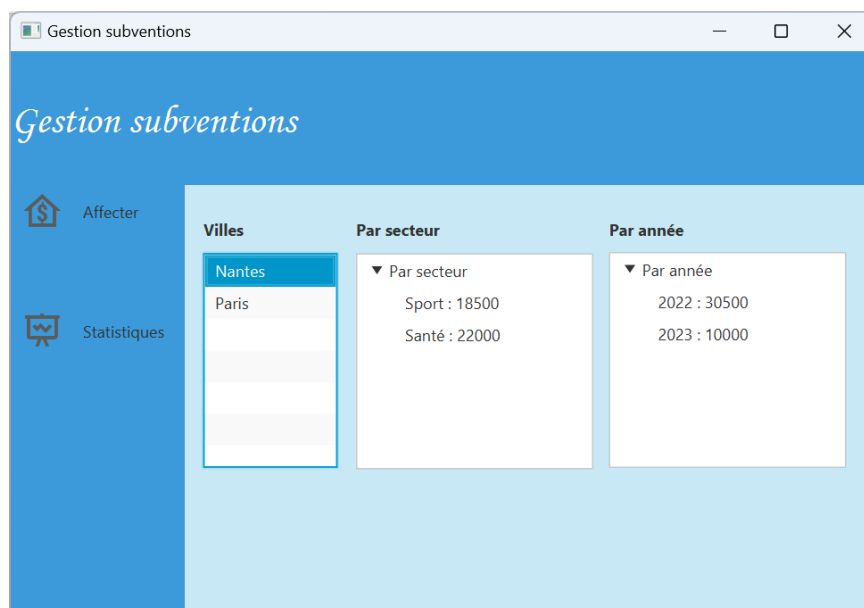 Gestion subventions
Gestion subventions
Affecter
Statistiques
Villes
Nantes
Paris
Par secteur
Par secteur
Sport : 18500
Santé : 22000
Par année
Par année
2022 : 30500
2023 : 10000